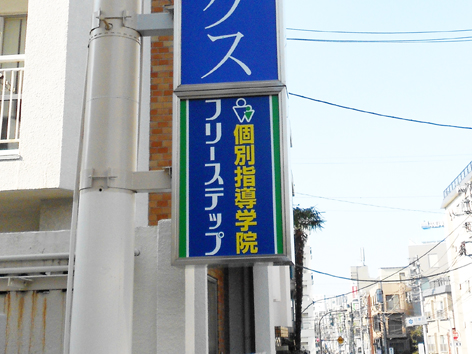 クス
個別指導学院
フリーステップ